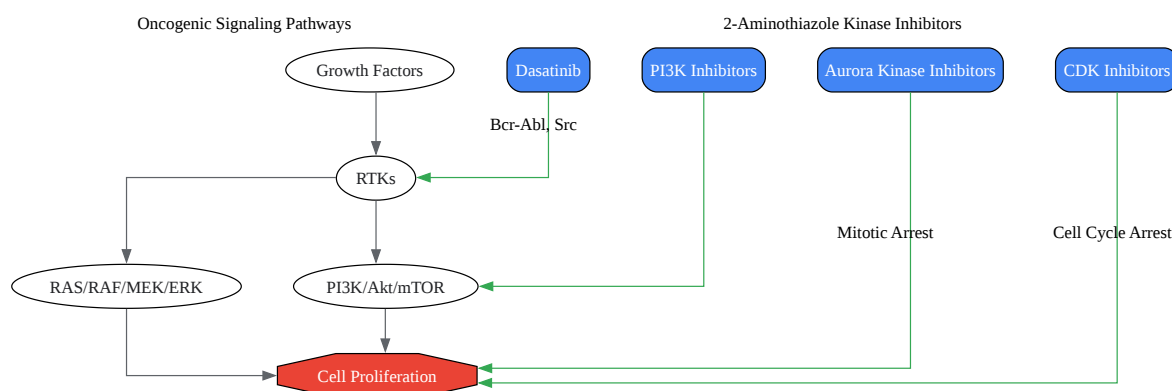 Oncogenic Signaling Pathways
2-Aminothiazole Kinase Inhibitors
Growth Factors
Dasatinib
PI3K Inhibitors
Aurora Kinase Inhibitors
CDK Inhibitors
Bcr-Abl, Src
RTKs
Mitotic Arrest
Cell Cycle Arrest
RAS/RAF/MEK/ERK
PI3K/Akt/mTOR
Cell Proliferation